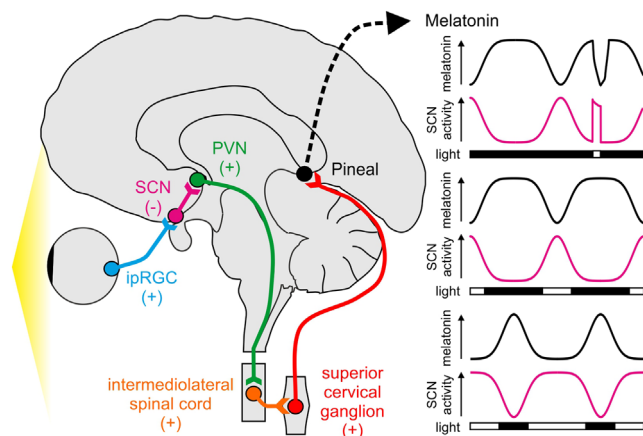 Melatonin
PVN
(+)
SCN
(-)
Pineal
ipRGC
(+)
intermediolateral
spinal cord
(+)
superior
cervical
ganglion
(+)
melatonin
SCN
activity
light
melatonin
SCN
activity
light
melatonin
SCN
activity
light